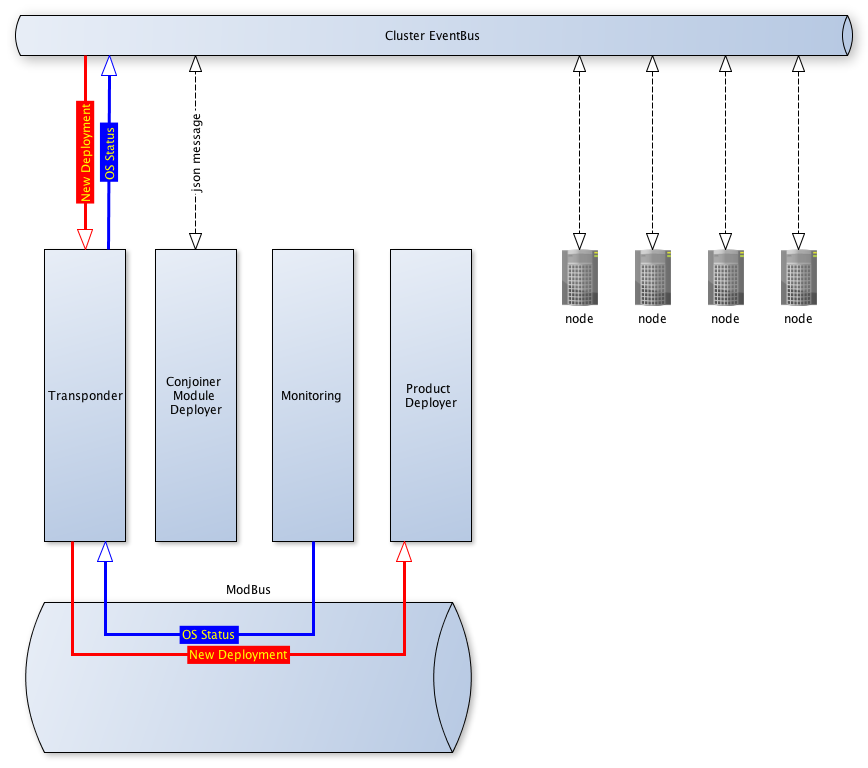 Cluster EventBus
New Deployment
OS Status
json message
node
node
node
node
Transponder
Conjoiner
Module
Deployer
Monitoring
Product
Deployer
ModBus
OS Status
New Deployment